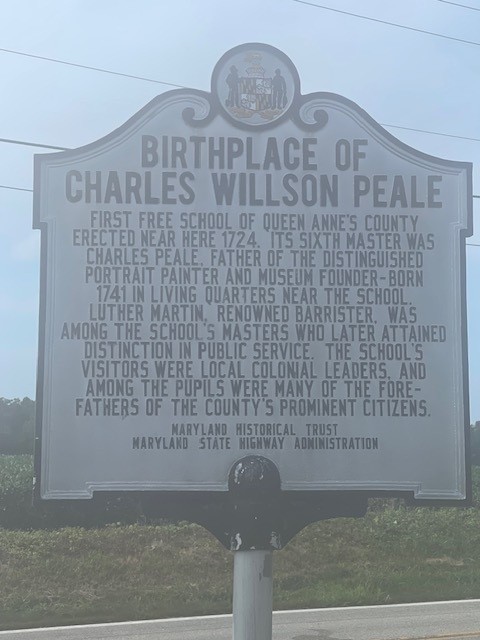 BIRTHPLACE OF
CHARLES WILLSON PEALE
FIRST FREE SCHOOL OF QUEEN ANNE'S COUNTY
ERECTED NEAR HERE 1724. ITS SIXTH MASTER WAS
CHARLES PEALE, FATHER OF THE DISTINGUISHED
PORTRAIT PAINTER AND MUSEUM FOUNDER-BORN
1741 IN LIVING QUARTERS NEAR THE SCHOOL.
LUTHER MARTIN, RENOWNED BARRISTER, WAS
AMONG THE SCHOOL'S MASTERS WHO LATER ATTAINED
DISTINCTION IN PUBLIC SERVICE. THE SCHOOL'S
VISITORS WERE LOCAL COLONIAL LEADERS, AND
AMONG THE PUPILS WERE MANY OF THE FORE-
FATHERS OF THE COUNTY'S PROMINENT CITIZENS.
MARYLAND HISTORICAL TRUST
MARYLAND STATE HIGHWAY ADMINISTRATION